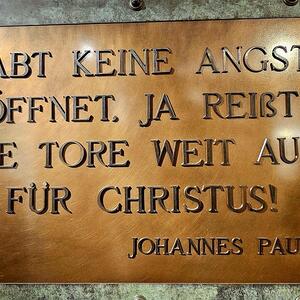 ABT KEINE ANGST
ÖFFNET, JA REIßT
E TORE WEIT AU
FÜR CHRISTUS!
JOHANNES PAU